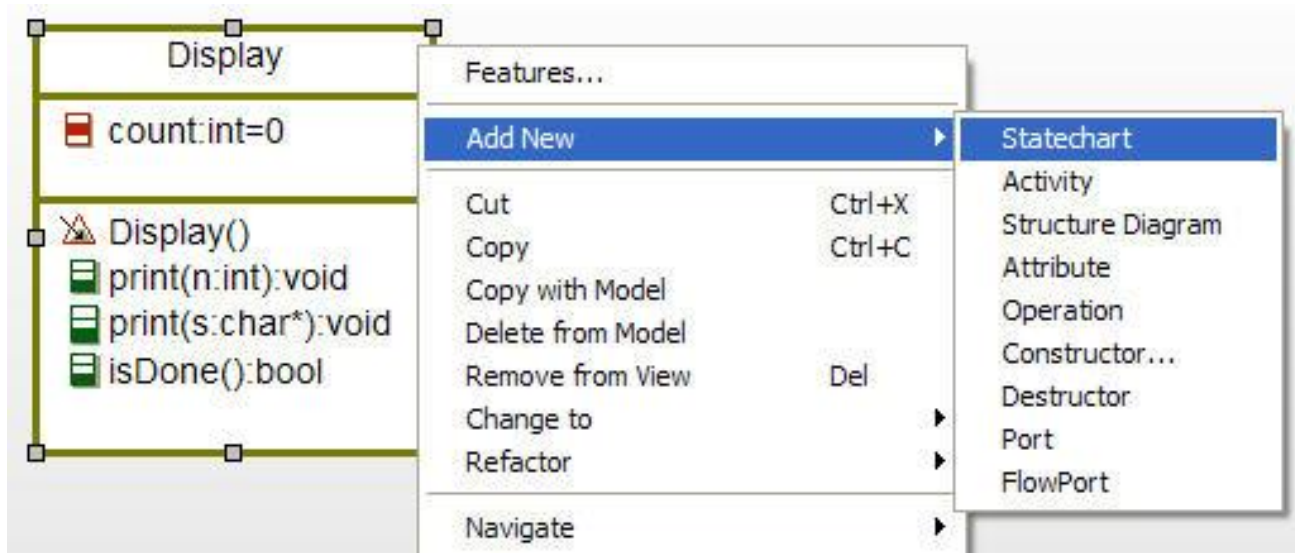 Display
count:int=0
Display()
print(n:int):void
print(s:char*):void
isDone():bool
Features...
Add New
Cut Ctrl+X
Copy Ctrl+C
Copy with Model
Delete from Model
Remove from View Del
Change to
Refactor
Navigate
Statechart
Activity
Structure Diagram
Attribute
Operation
Constructor...
Destructor
Port
FlowPort